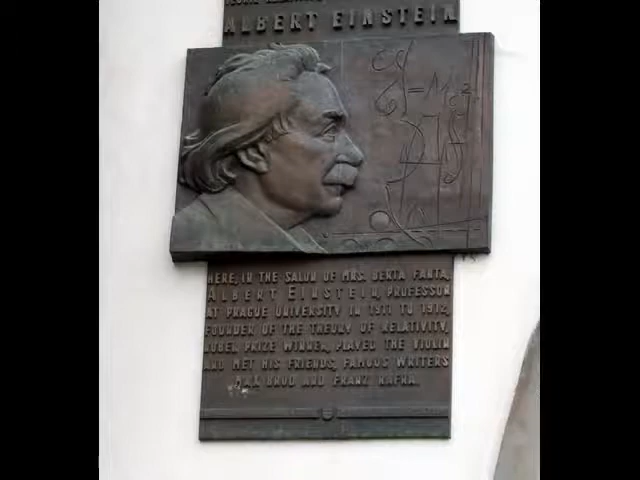 ALBERT EINSTEIN
HERE, IN THE SALON OF MRS. BERTA FANTA,
ALBERT EINSTEIN, PROFESSOR
AT PRAGUE UNIVERSITY IN 1911 TO 1912,
FOUNDER OF THE THEORY OF RELATIVITY,
NOBEL PRIZE WINNER, PLAYED THE VIOLIN
AND MET HIS FRIENDS, FAMOUS WRITERS
MAX BROD AND FRANZ KAFKA.